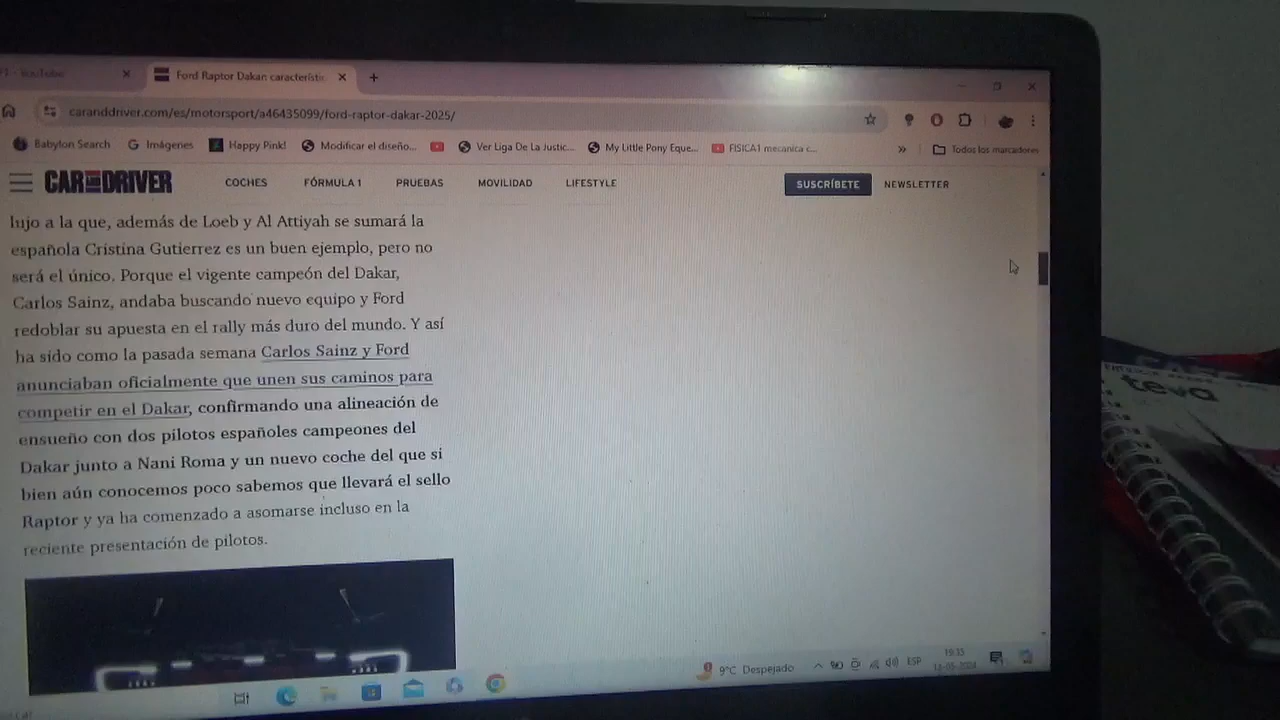 YouTube
Ford Raptor Dakar: característic
caranddriver.com/es/motorsport/a46435099/ford-raptor-dakar-2025/
Babylon Search Imágenes Happy Pink! Modificar el diseño... Ver Liga De La Justic... My Little Pony Eque... FISICA1 mecanica c... » Todos los marcadores
CAR AND DRIVER COCHES FÓRMULA 1 PRUEBAS MOVILIDAD LIFESTYLE SUSCRÍBETE NEWSLETTER
lujo a la que, además de Loeb y Al Attiyah se sumará la
española Cristina Gutierrez es un buen ejemplo, pero no
será el único. Porque el vigente campeón del Dakar,
Carlos Sainz, andaba buscando nuevo equipo y Ford
redoblar su apuesta en el rally más duro del mundo. Y así
ha sido como la pasada semana Carlos Sainz y Ford
anunciaban oficialmente que unen sus caminos para
competir en el Dakar, confirmando una alineación de
ensueño con dos pilotos españoles campeones del
Dakar junto a Nani Roma y un nuevo coche del que si
bien aún conocemos poco sabemos que llevará el sello
Raptor y ya ha comenzado a asomarse incluso en la
reciente presentación de pilotos.
9°C Despejado ESP 19:33
teva